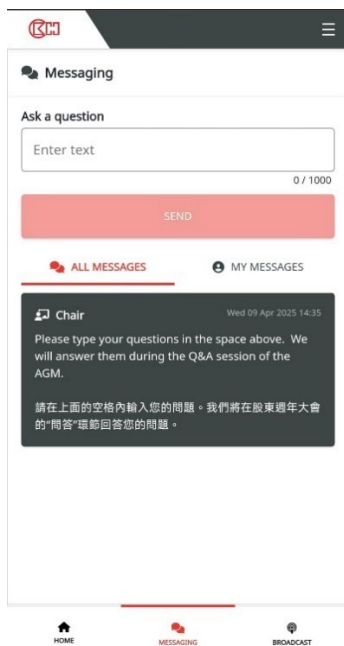 Messaging
Ask a question
Enter text
0 / 1000
SEND
ALL MESSAGES
MY MESSAGES
Chair
Wed 09 Apr 2025 14:35
Please type your questions in the space above. We
will answer them during the Q&A session of the
AGM.
請在上面的空格內輸入您的問題。我們將在股東週年大會
的“問答”環節回答您的問題。
HOME
MESSAGING
BROADCAST